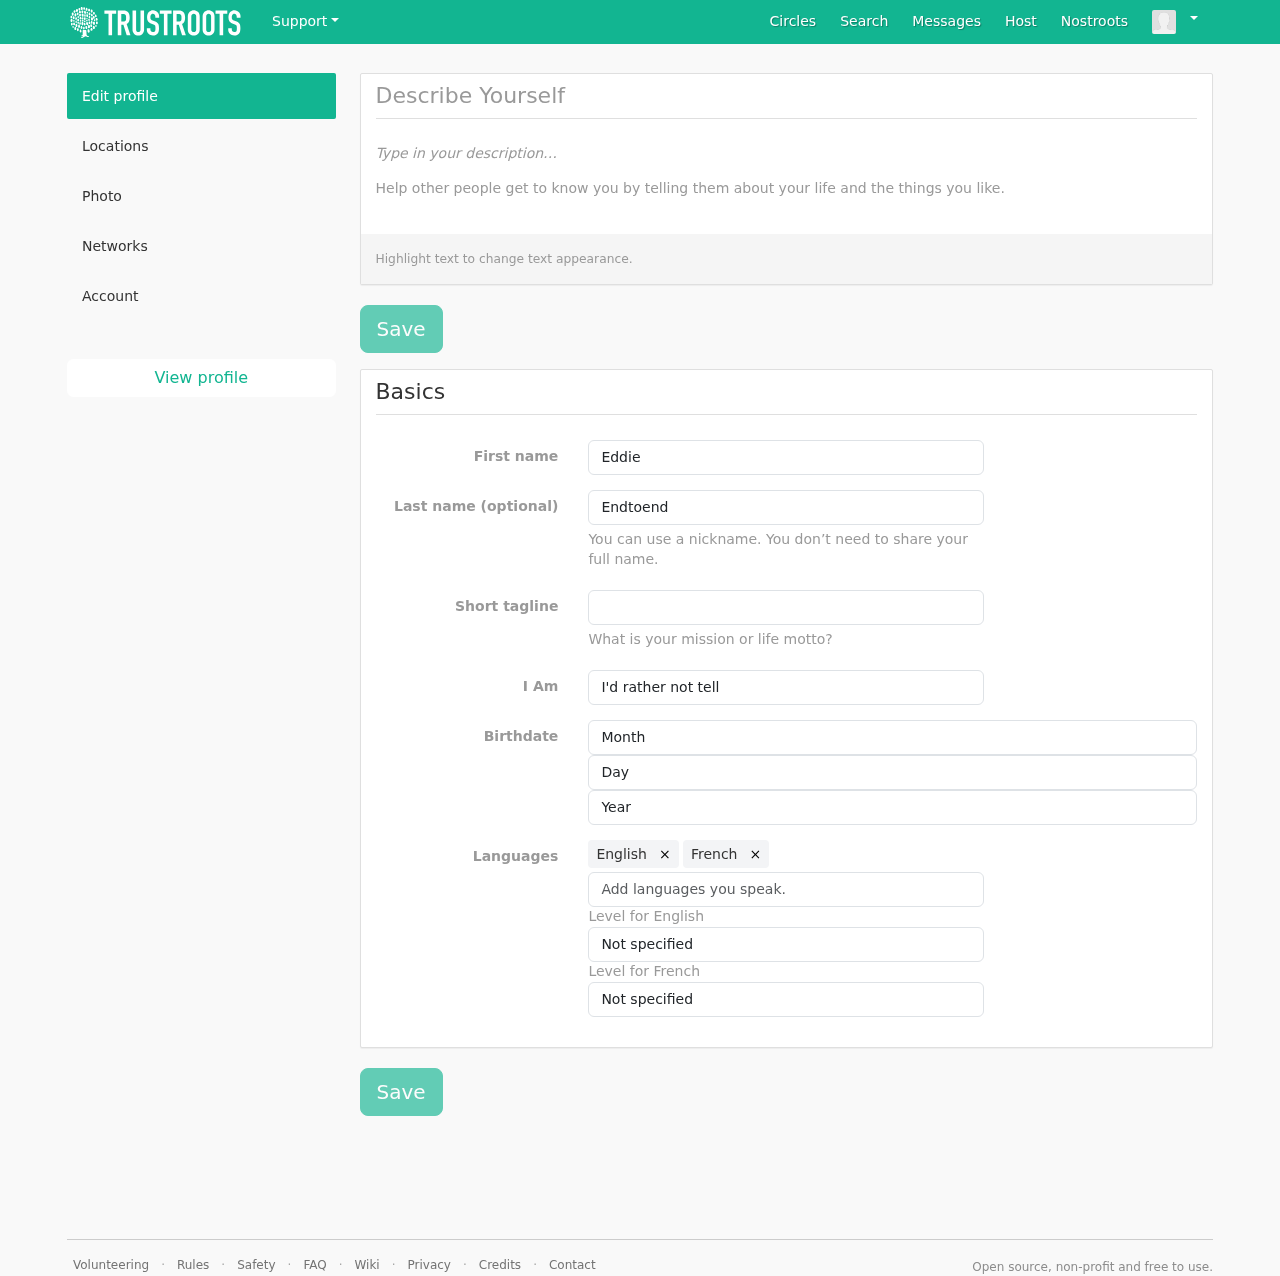 TRUSTROOTS
Support
Circles
Search
Messages
Host
Nostroots
Edit profile
Locations
Photo
Networks
Account
View profile
Describe Yourself
Type in your description...
Help other people get to know you by telling them about your life and the things you like.
Highlight text to change text appearance.
Save
Basics
First name
Eddie
Last name (optional)
Endtoend
You can use a nickname. You don’t need to share your
full name.
Short tagline
What is your mission or life motto?
I Am
I'd rather not tell
Birthdate
Month
Day
Year
Languages
English ×
French ×
Add languages you speak.
Level for English
Not specified
Level for French
Not specified
Save
Volunteering · Rules · Safety · FAQ · Wiki · Privacy · Credits · Contact
Open source, non-profit and free to use.